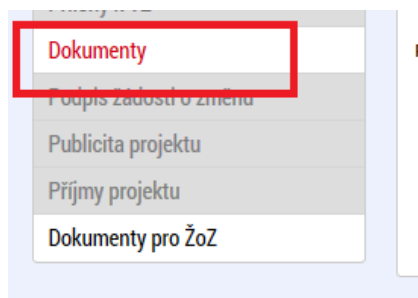 Dokumenty
Podpis žádosti o změnu
Publicita projektu
Příjmy projektu
Dokumenty pro ŽoZ